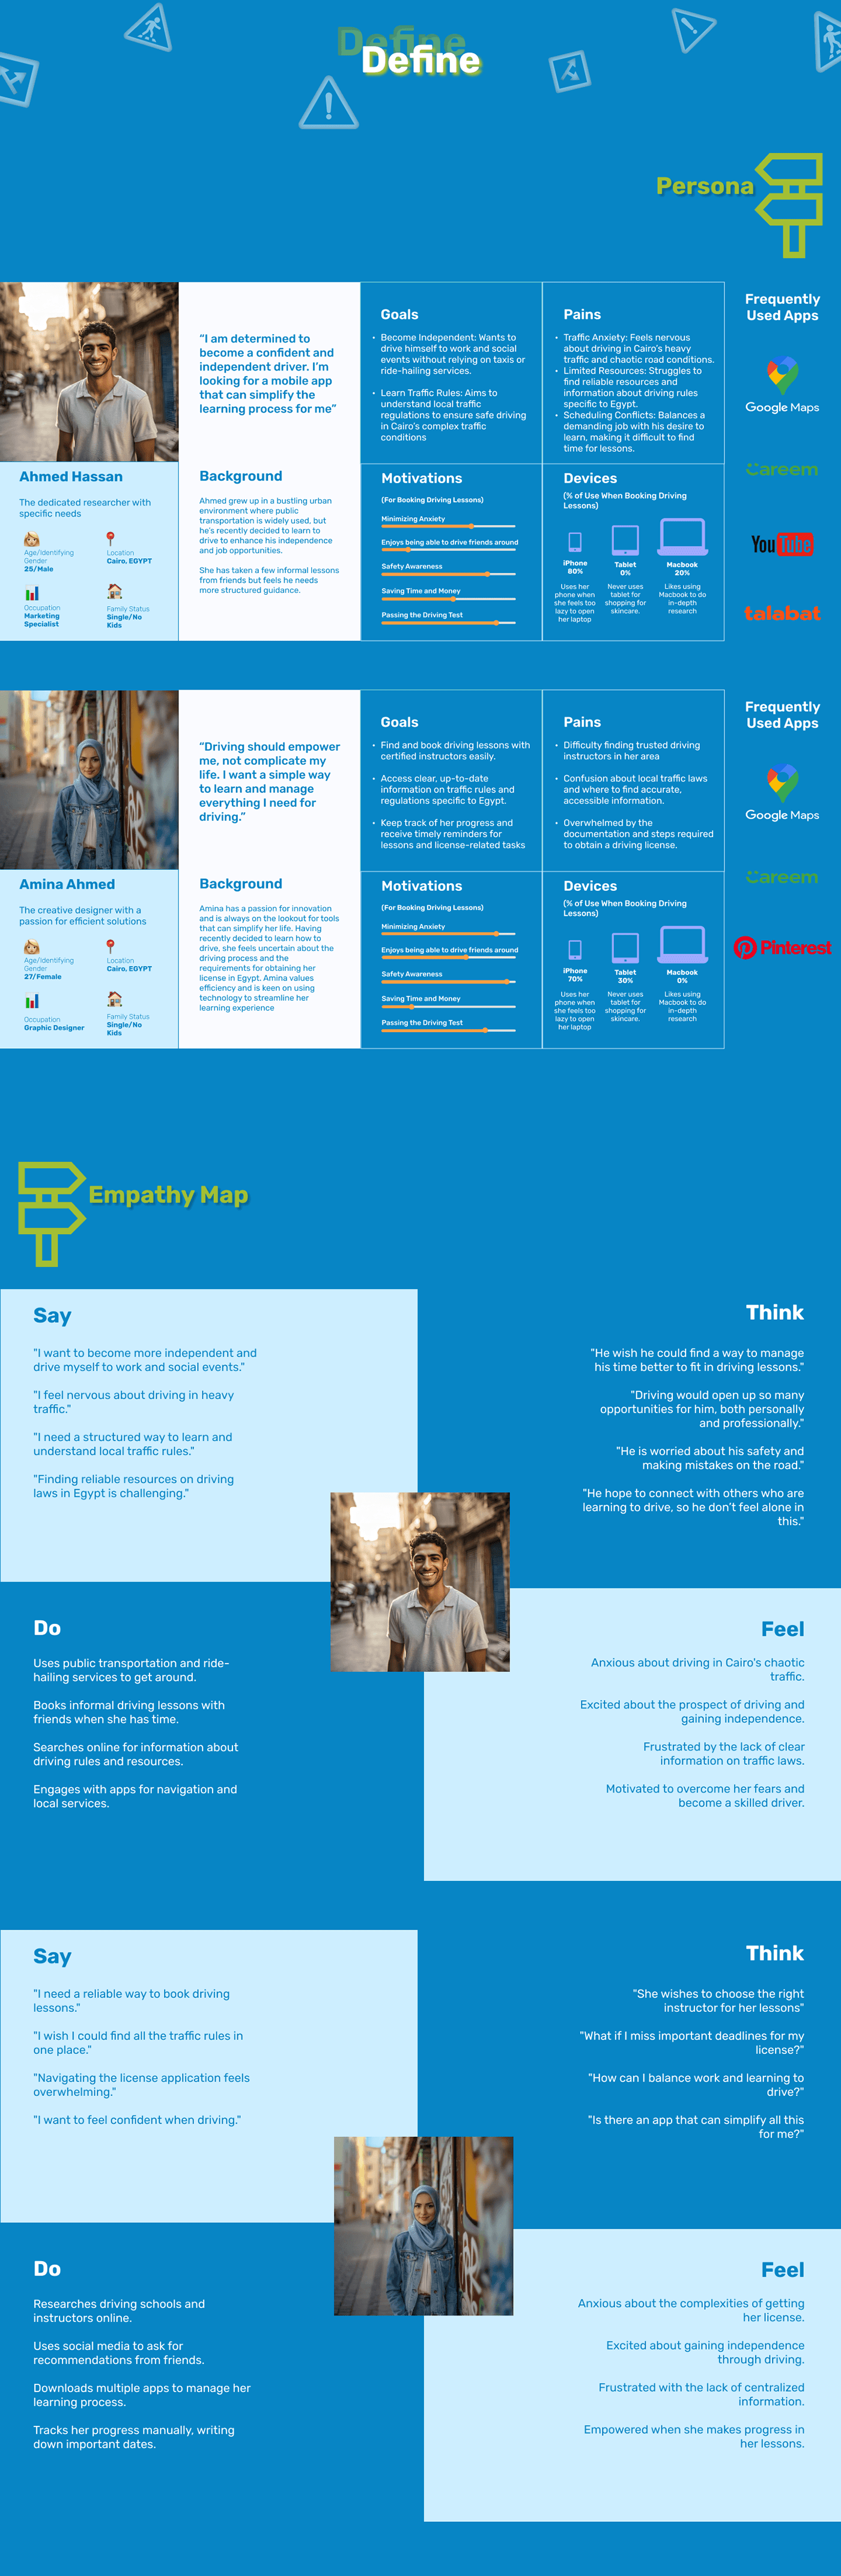 Define
Define
Persona
"I am determined to
become a confident and
independent driver. I'm
looking for a mobile app
that can simplify the
learning process for me"
Goals
• Become Independent: Wants to
drive himself to work and social
events without relying on taxis or
ride-hailing services.
• Learn Traffic Rules: Aims to
understand local traffic
regulations to ensure safe driving
in Cairo's complex traffic
conditions
Pains
• Traffic Anxiety: Feels nervous
about driving in Cairo's heavy
traffic and chaotic road conditions.
• Limited Resources: Struggles to
find reliable resources and
information about driving rules
specific to Egypt.
• Scheduling Conflicts: Balances a
demanding job with his desire to
learn, making it difficult to find
time for lessons.
Frequently
Used Apps
Google Maps
Careem
YouTube
talabat
Ahmed Hassan
The dedicated researcher with
specific needs
Age/Identifying
Gender
25/Male
Location
Cairo, EGYPT
Occupation
Marketing
Specialist
Family Status
Single/No
Kids
Background
Ahmed grew up in a bustling urban
environment where public
transportation is widely used, but
he's recently decided to learn to
drive to enhance his independence
and job opportunities.
She has taken a few informal lessons
from friends but feels he needs
more structured guidance.
Motivations
(For Booking Driving Lessons)
Minimizing Anxiety
Enjoys being able to drive friends around
Safety Awareness
Saving Time and Money
Passing the Driving Test
Devices
(% of Use When Booking Driving
Lessons)
iPhone
80%
Uses her
phone when
she feels too
lazy to open
her laptop
Tablet
0%
Never uses
tablet for
shopping for
skincare.
Macbook
20%
Likes using
Macbook to do
in-depth
research
"Driving should empower
me, not complicate my
life. I want a simple way
to learn and manage
everything I need for
driving."
Goals
• Find and book driving lessons with
certified instructors easily.
• Access clear, up-to-date
information on traffic rules and
regulations specific to Egypt.
• Keep track of her progress and
receive timely reminders for
lessons and license-related tasks
Pains
• Difficulty finding trusted driving
instructors in her area
• Confusion about local traffic laws
and where to find accurate,
accessible information.
• Overwhelmed by the
documentation and steps required
to obtain a driving license.
Frequently
Used Apps
Google Maps
Careem
Pinterest
Amina Ahmed
The creative designer with a
passion for efficient solutions
Age/Identifying
Gender
27/Female
Location
Cairo, EGYPT
Occupation
Graphic Designer
Family Status
Single/No
Kids
Background
Amina has a passion for innovation
and is always on the lookout for tools
that can simplify her life. Having
recently decided to learn how to
drive, she feels uncertain about the
driving process and the
requirements for obtaining her
license in Egypt. Amina values
efficiency and is keen on using
technology to streamline her
learning experience
Motivations
(For Booking Driving Lessons)
Minimizing Anxiety
Enjoys being able to drive friends around
Safety Awareness
Saving Time and Money
Passing the Driving Test
Devices
(% of Use When Booking Driving
Lessons)
iPhone
70%
Uses her
phone when
she feels too
lazy to open
her laptop
Tablet
30%
Never uses
tablet for
shopping for
skincare.
Macbook
0%
Likes using
Macbook to do
in-depth
research
Empathy Map
Say
"I want to become more independent and
drive myself to work and social events."
"I feel nervous about driving in heavy
traffic."
"I need a structured way to learn and
understand local traffic rules."
"Finding reliable resources on driving
laws in Egypt is challenging."
Think
"He wish he could find a way to manage
his time better to fit in driving lessons."
"Driving would open up so many
opportunities for him, both personally
and professionally."
"He is worried about his safety and
making mistakes on the road."
"He hope to connect with others who are
learning to drive, so he don't feel alone in
this."
Do
Uses public transportation and ride-
hailing services to get around.
Books informal driving lessons with
friends when she has time.
Searches online for information about
driving rules and resources.
Engages with apps for navigation and
local services.
Feel
Anxious about driving in Cairo's chaotic
traffic.
Excited about the prospect of driving and
gaining independence.
Frustrated by the lack of clear
information on traffic laws.
Motivated to overcome her fears and
become a skilled driver.
Say
"I need a reliable way to book driving
lessons."
"I wish I could find all the traffic rules in
one place."
"Navigating the license application feels
overwhelming."
"I want to feel confident when driving."
Think
"She wishes to choose the right
instructor for her lessons"
"What if I miss important deadlines for my
license?"
"How can I balance work and learning to
drive?"
"Is there an app that can simplify all this
for me?"
Do
Researches driving schools and
instructors online.
Uses social media to ask for
recommendations from friends.
Downloads multiple apps to manage her
learning process.
Tracks her progress manually, writing
down important dates.
Feel
Anxious about the complexities of getting
her license.
Excited about gaining independence
through driving.
Frustrated with the lack of centralized
information.
Empowered when she makes progress in
her lessons.